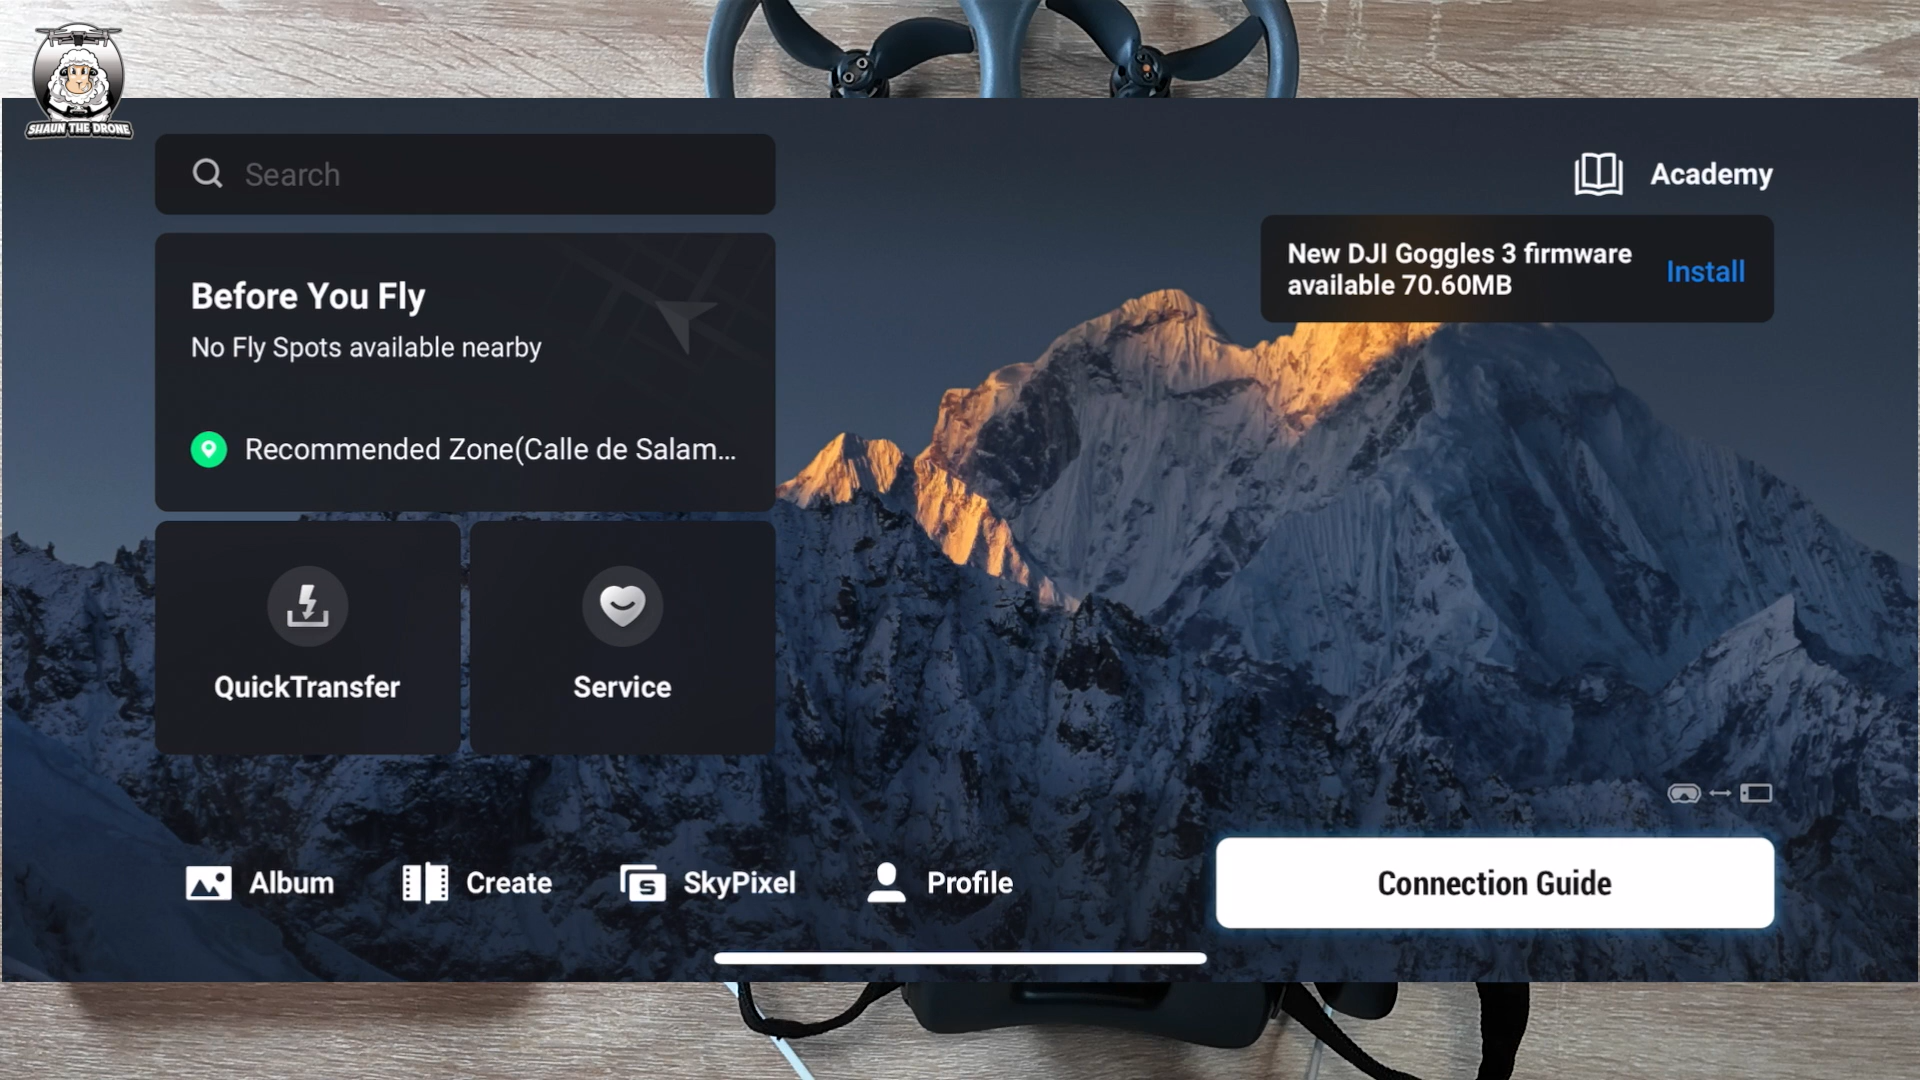 SHAUN THE DRONE
Search
Academy
New DJI Goggles 3 firmware
available 70.60MB
Install
Before You Fly
No Fly Spots available nearby
Recommended Zone(Calle de Salam...
QuickTransfer
Service
Album
Create
S
SkyPixel
Profile
Connection Guide